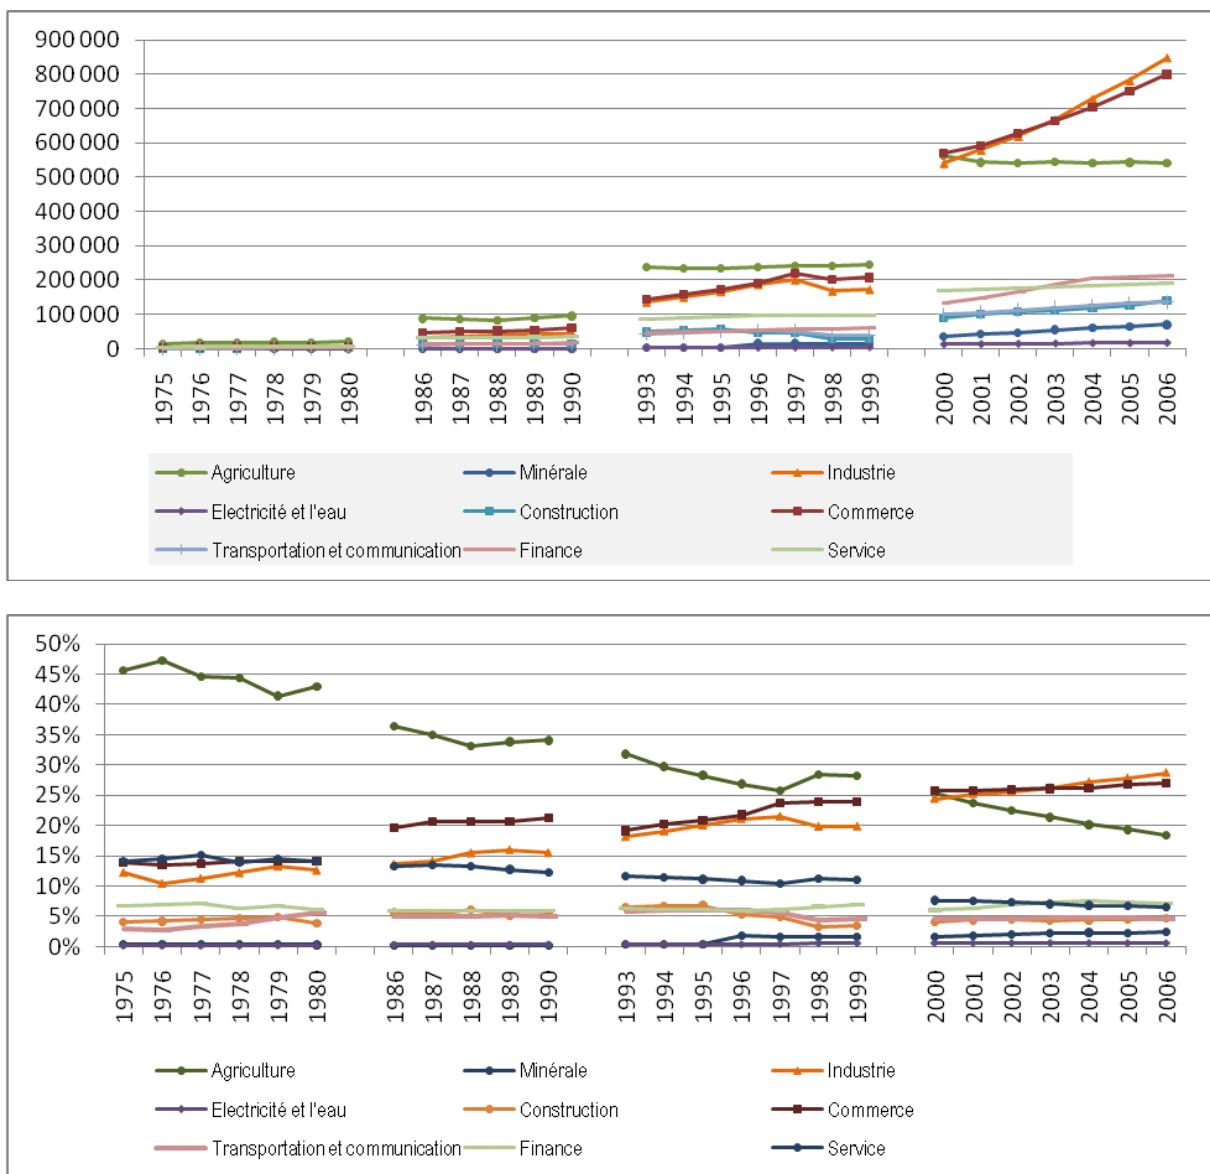 900 000
800 000
700 000
600 000
500 000
400 000
300 000
200 000
100 000
0
1975 1976 1977 1978 1979 1980 1986 1987 1988 1989 1990 1993 1994 1995 1996 1997 1998 1999 2000 2001 2002 2003 2004 2005 2006
Agriculture Minérale Industrie
Electricité et l'eau Construction Commerce
Transportation et communication Finance Service
50%
45%
40%
35%
30%
25%
20%
15%
10%
5%
0%
1975 1976 1977 1978 1979 1980 1986 1987 1988 1989 1990 1993 1994 1995 1996 1997 1998 1999 2000 2001 2002 2003 2004 2005 2006
Agriculture Minérale Industrie
Electricité et l'eau Construction Commerce
Transportation et communication Finance Service